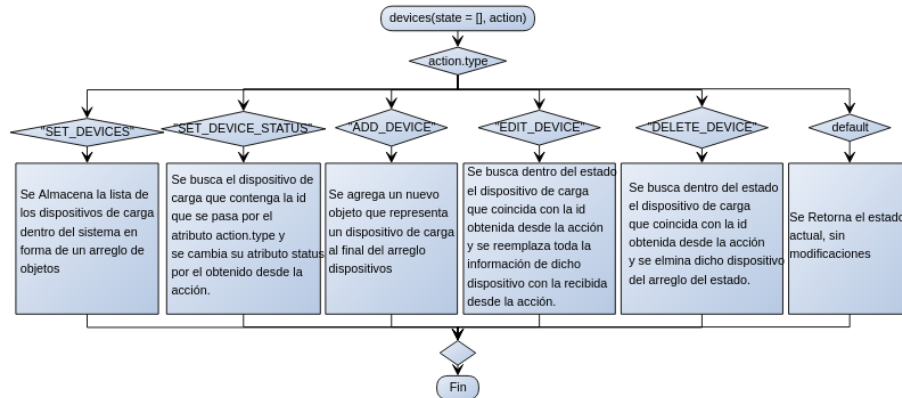 devices(state = [], action)
action.type
"SET_DEVICES"
"SET_DEVICE_STATUS"
"ADD_DEVICE"
"EDIT_DEVICE"
"DELETE_DEVICE"
default
Se Almacena la lista de
los dispositivos de carga
dentro del sistema en
forma de un arreglo de
objetos
Se busca el dispositivo de
carga que contenga la id
que se pasa por el
atributo action.type y
se cambia su atributo status
por el obtenido desde la
acción.
Se agrega un nuevo
objeto que representa
un dispositivo de carga
al final del arreglo
dispositivos
Se busca dentro del estado
el dispositivo de carga
que coincida con la id
obtenida desde la acción
y se reemplaza toda la
información de dicho
dispositivo con la recibida
desde la acción.
Se busca dentro del estado
el dispositivo de carga
que coincida con la id
obtenida desde la acción
y se elmina dicho dispositivo
del arreglo del estado.
Se Retorna el estado
actual, sin
modificaciones
Fin